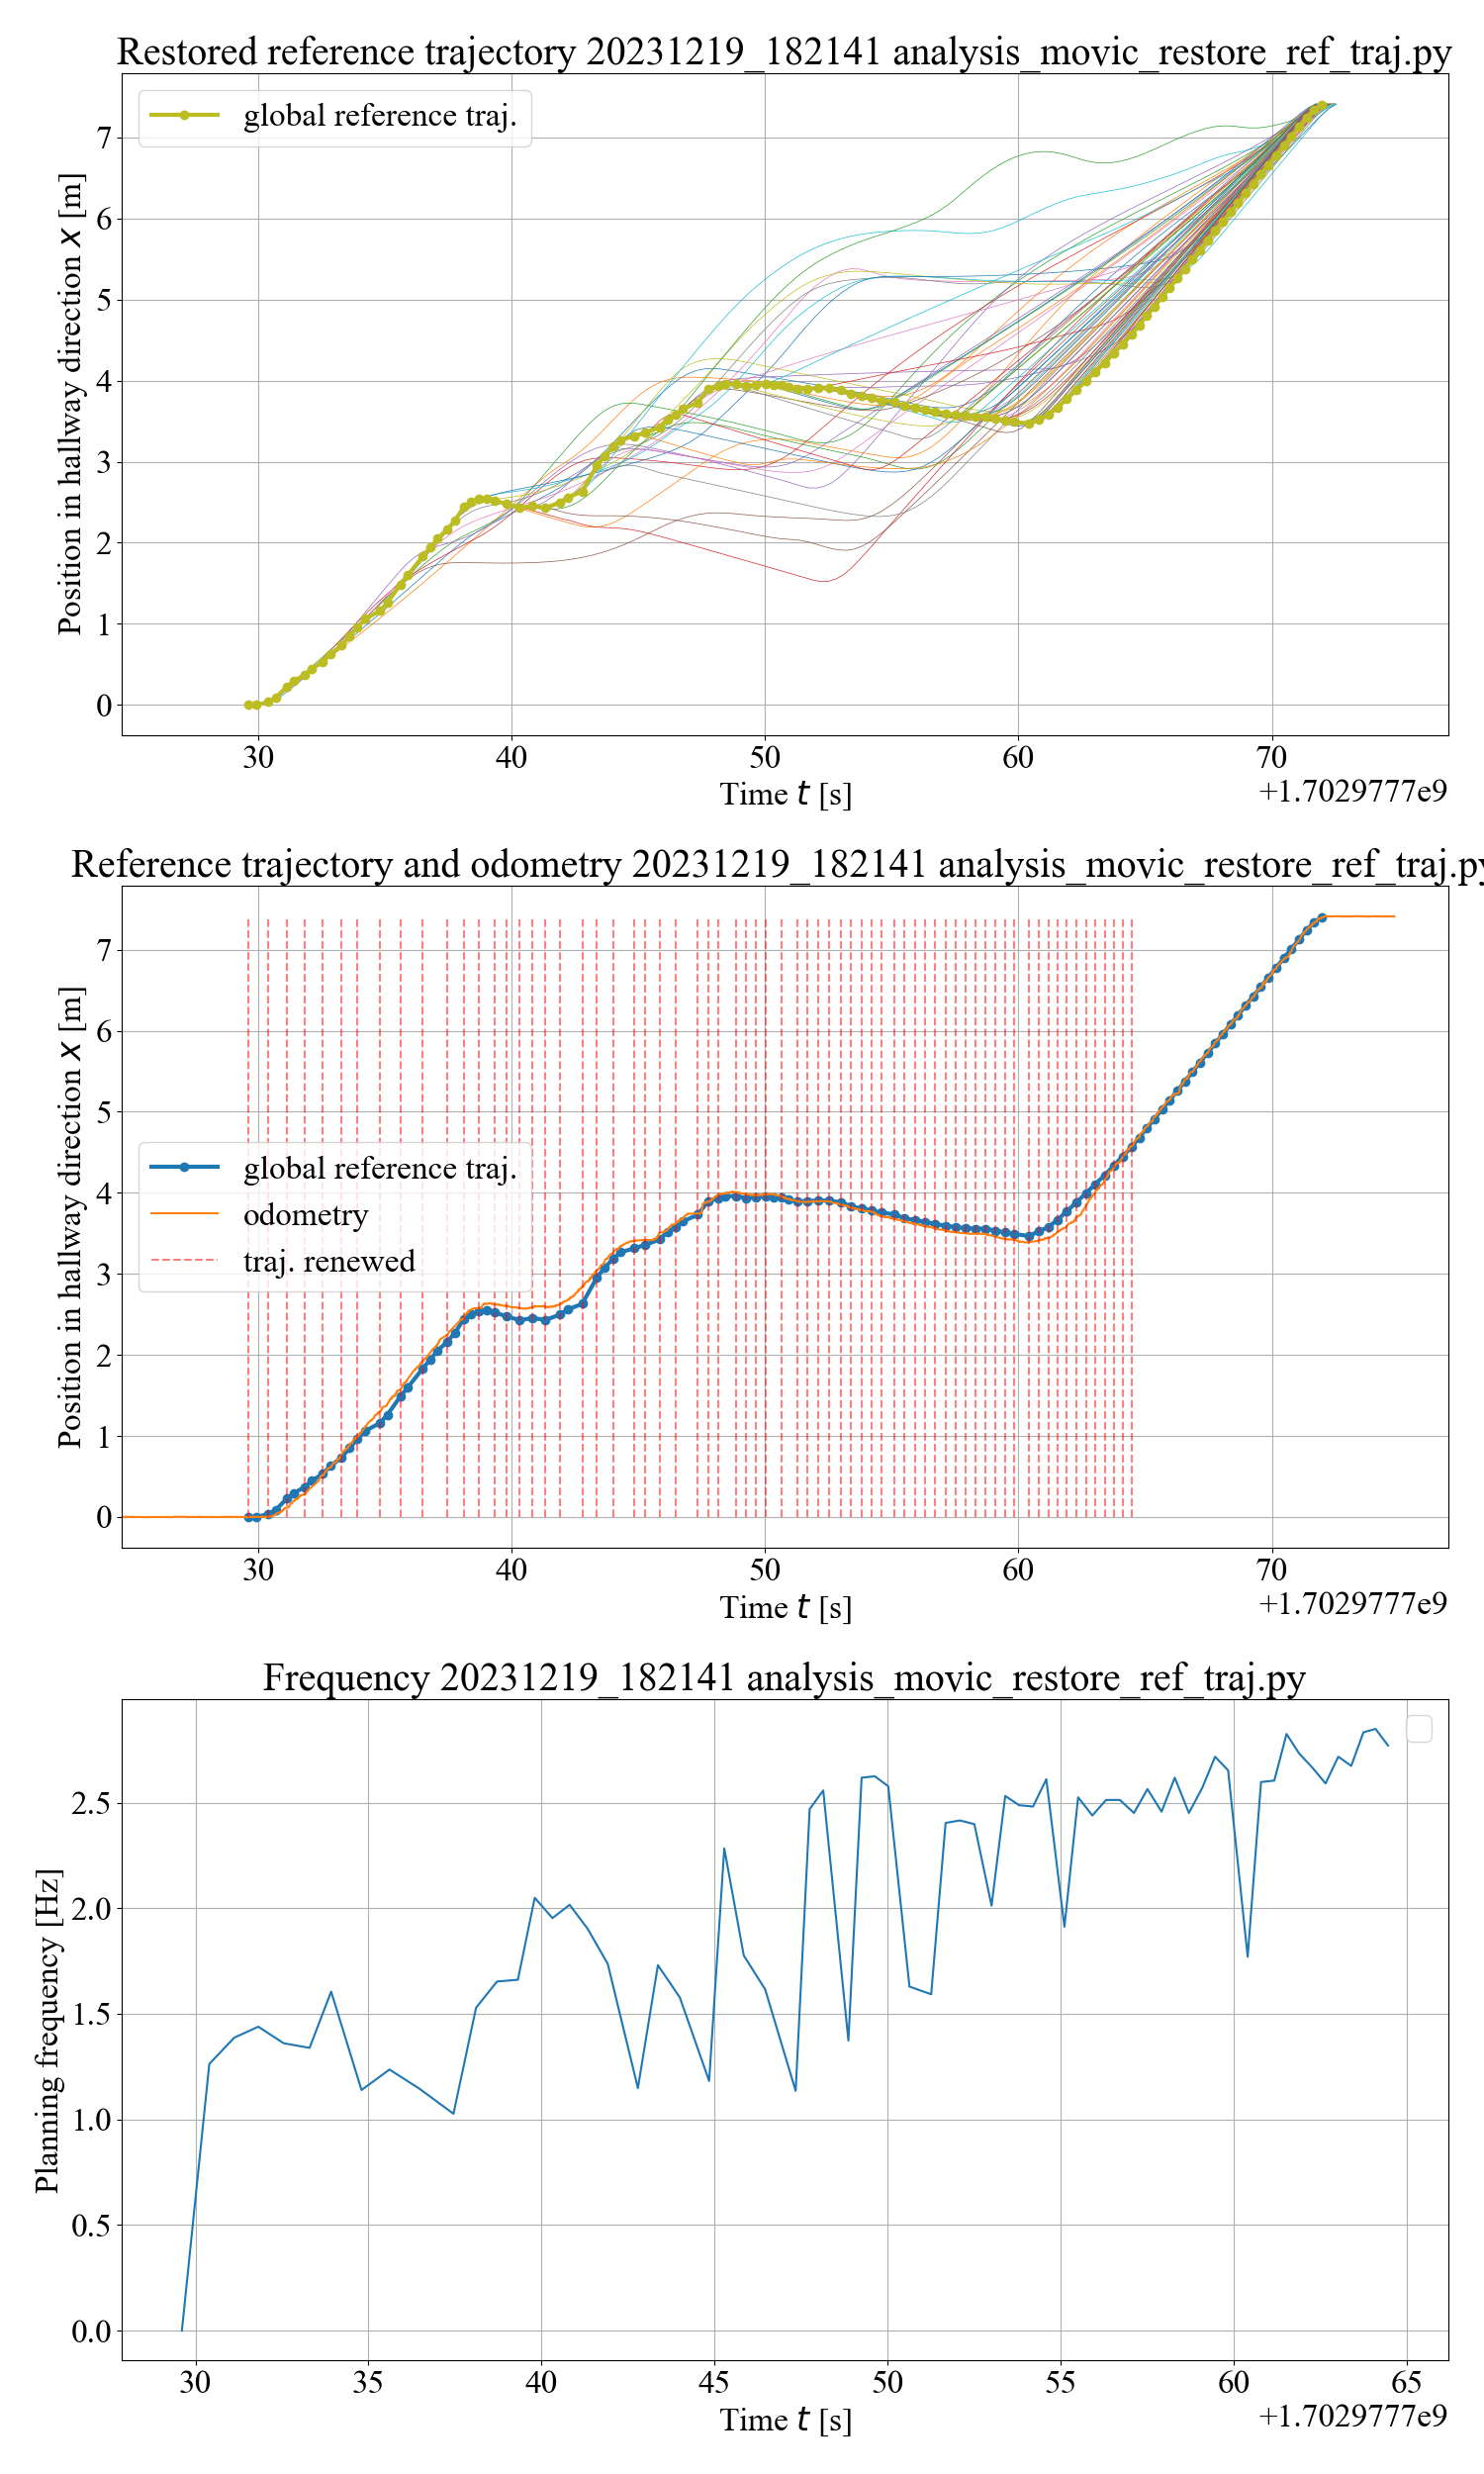 Restored reference trajectory 20231219_182141 analysis_movic_restore_ref_traj.py
global reference traj.
Position in hallway direction x [m]
7
6
5
4
3
2
1
0
30 40 50 60 70
Time t [s]
+1.7029777e9
Reference trajectory and odometry 20231219_182141 analysis_movic_restore_ref_traj.py
Position in hallway direction x [m]
7
6
5
4
3
2
1
0
global reference traj.
odometry
traj. renewed
30 40 50 60 70
Time t [s]
+1.7029777e9
Frequency 20231219_182141 analysis_movic_restore_ref_traj.py
Planning frequency [Hz]
2.5
2.0
1.5
1.0
0.5
0.0
30 35 40 45 50 55 60 65
Time t [s]
+1.7029777e9